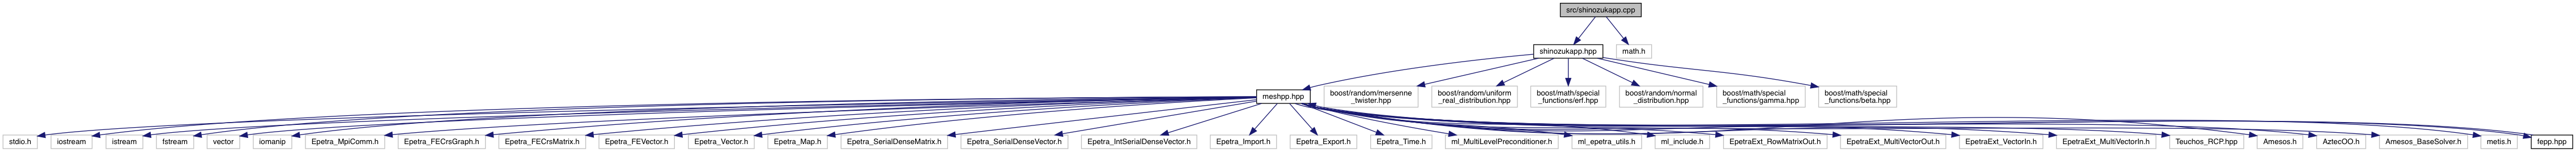 src/shinozukapp.cpp
shinozukapp.hpp
math.h
meshpp.hpp
boost/random/mersenne
_twister.hpp
boost/random/uniform
_real_distribution.hpp
boost/math/special
_functions/erf.hpp
boost/random/normal
_distribution.hpp
boost/math/special
_functions/gamma.hpp
boost/math/special
_functions/beta.hpp
stdio.h
iostream
istream
fstream
vector
iomanip
Epetra_MpiComm.h
Epetra_FECrsGraph.h
Epetra_FECrsMatrix.h
Epetra_FEVector.h
Epetra_Vector.h
Epetra_Map.h
Epetra_SerialDenseMatrix.h
Epetra_SerialDenseVector.h
Epetra_IntSerialDenseVector.h
Epetra_Import.h
Epetra_Export.h
Epetra_Time.h
ml_MultiLevelPreconditioner.h
ml_epetra_utils.h
ml_include.h
EpetraExt_RowMatrixOut.h
EpetraExt_MultiVectorOut.h
EpetraExt_VectorIn.h
EpetraExt_MultiVectorIn.h
Teuchos_RCP.hpp
Amesos.h
AztecOO.h
Amesos_BaseSolver.h
metis.h
fepp.hpp